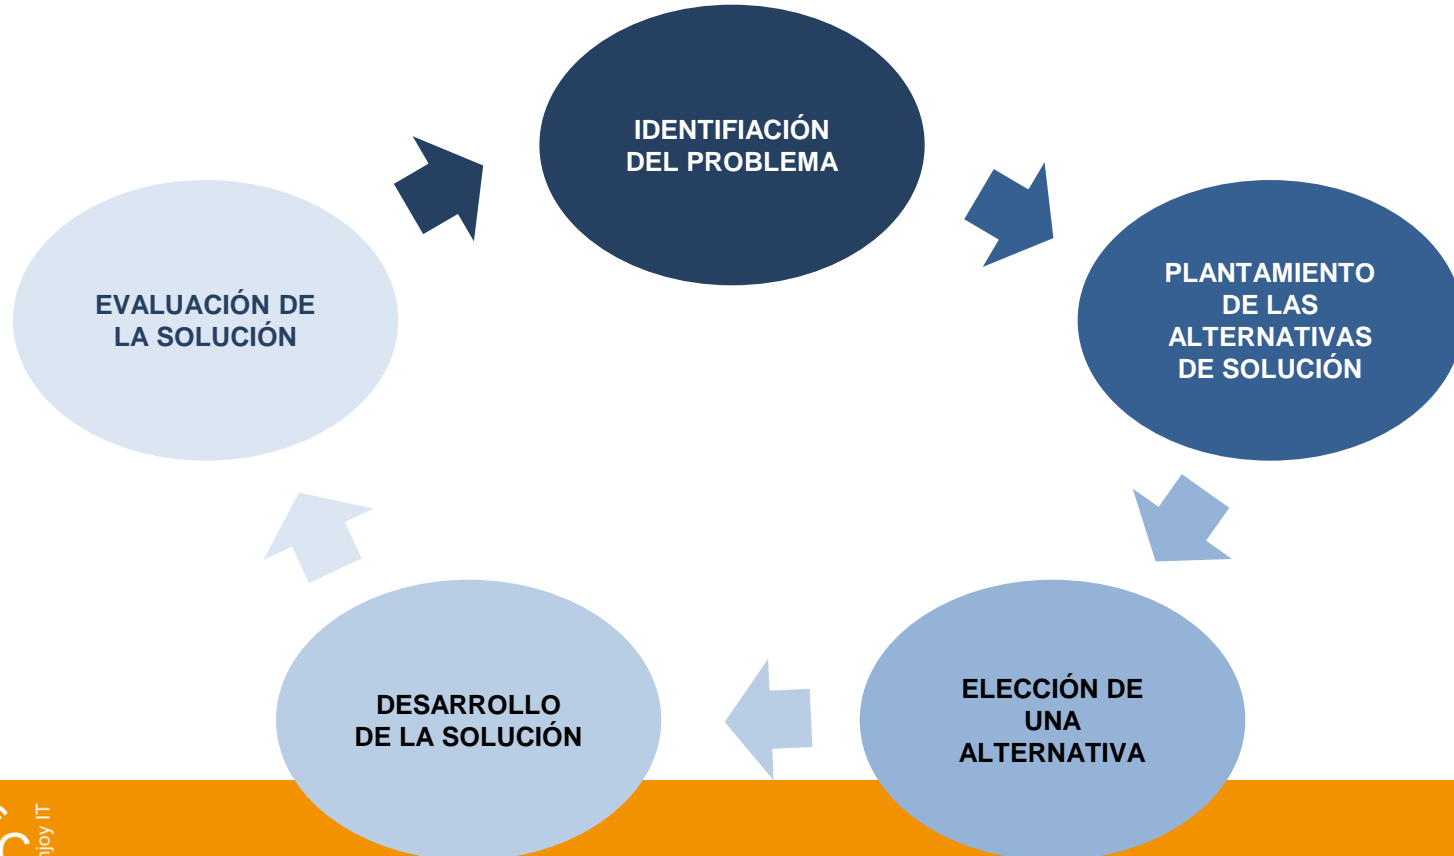 IDENTIFIACIÓN
DEL PROBLEMA
PLANTAMIENTO
DE LAS
ALTERNATIVAS
DE SOLUCIÓN
EVALUACIÓN DE
LA SOLUCIÓN
ELECCIÓN DE
UNA
ALTERNATIVA
DESARROLLO
DE LA SOLUCIÓN
IT